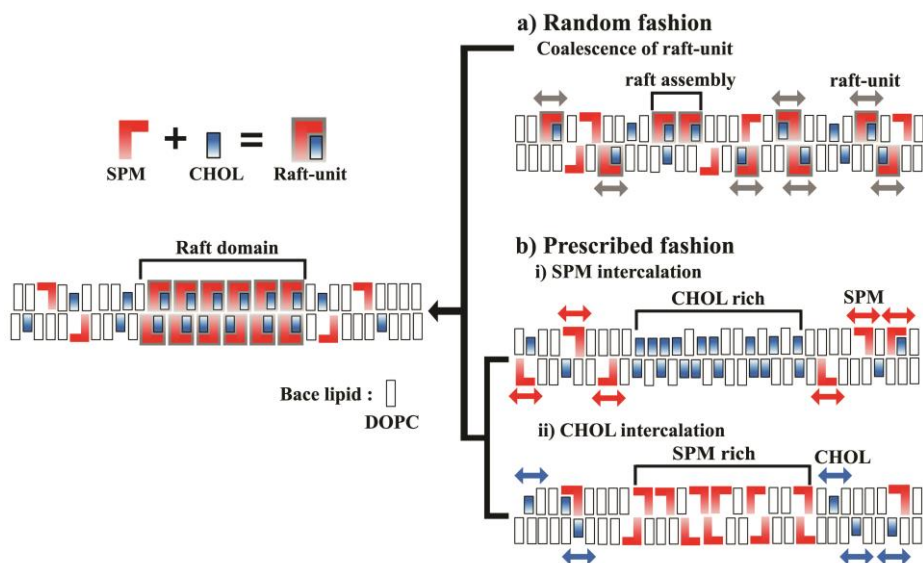 a) Random fashion
Coalescence of raft-unit
raft assembly
raft-unit
+
=
SPM
CHOL
Raft-unit
Raft domain
Bace lipid :
DOPC
b) Prescribed fashion
i) SPM intercalation
CHOL rich
SPM
ii) CHOL intercalation
SPM rich
CHOL